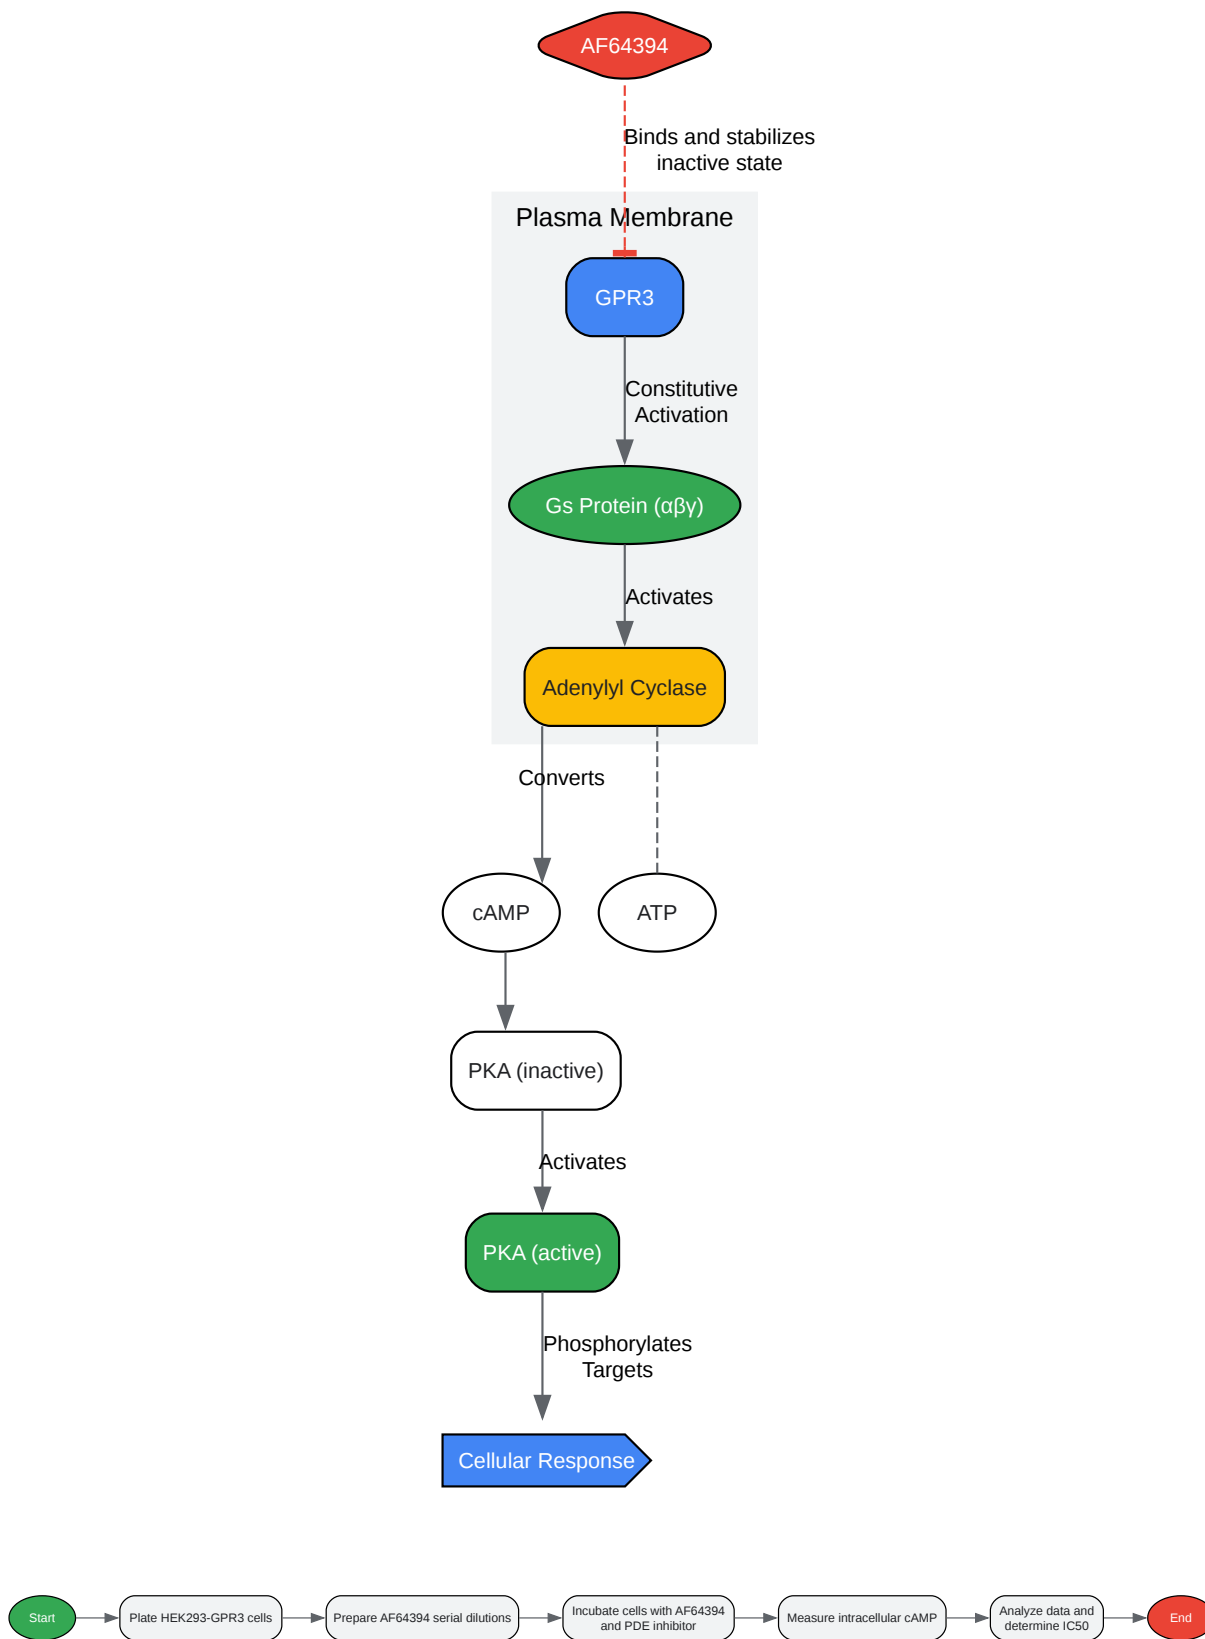 AF64394
Binds and stabilizes
inactive state
Plasma Membrane
GPR3
Constitutive
Activation
Gs Protein (αβγ)
Activates
Adenylyl Cyclase
Converts
cAMP
ATP
PKA (inactive)
Activates
PKA (active)
Phosphorylates
Targets
Cellular Response
Start
Plate HEK293-GPR3 cells
Prepare AF64394 serial dilutions
Incubate cells with AF64394
and PDE inhibitor
Measure intracellular cAMP
Analyze data and
determine IC50
End